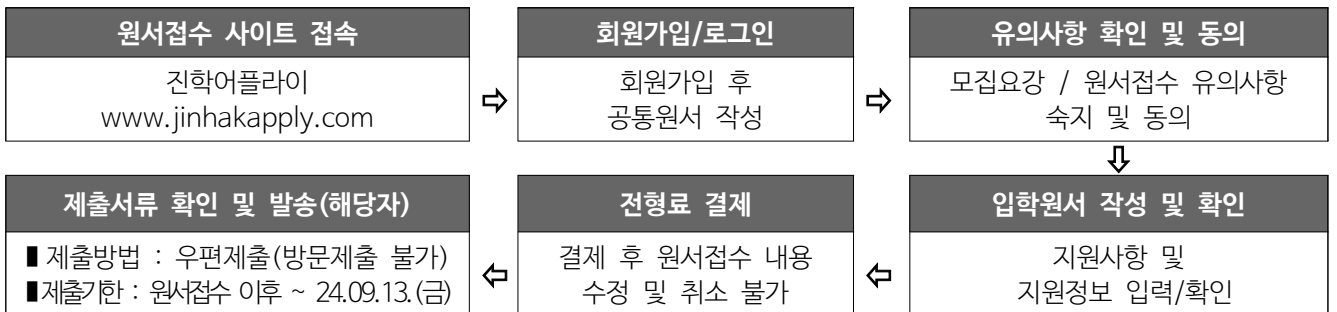 원서접수 사이트 접속
진학어플라이
www.jinhakapply.com
⇨
회원가입/로그인
회원가입 후
공통원서 작성
⇨
유의사항 확인 및 동의
모집요강 / 원서접수 유의사항
숙지 및 동의
⇩
입학원서 작성 및 확인
지원사항 및
지원정보 입력/확인
⇦
전형료 결제
결제 후 원서접수 내용
수정 및 취소 불가
⇦
제출서류 확인 및 발송(해당자)
▮제출방법 : 우편제출(방문제출 불가)
▮제출기한 : 원서접수 이후 ~ 24.09.13.(금)